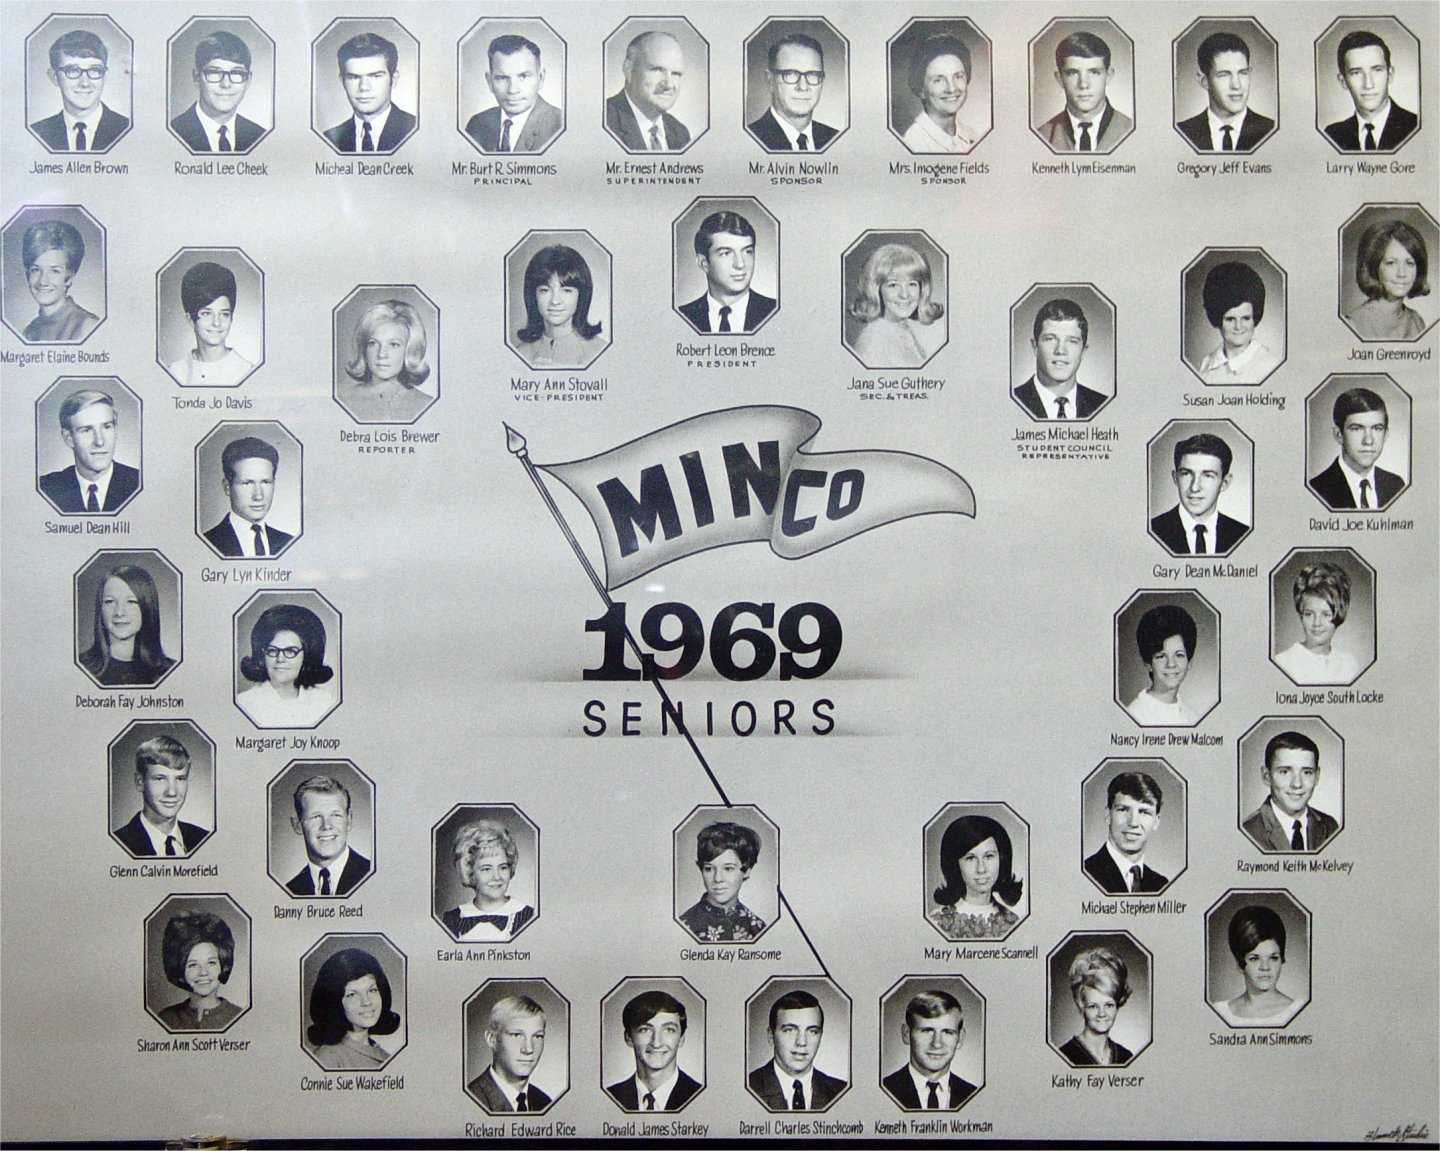 James Allen Brown
Ronald Lee Cheek
Micheal Dean Creek
Mr. Burt R. Simmons
PRINCIPAL
Mr. Ernest Andrews
SUPERINTENDENT
Mr. Alvin Nowlin
SPONSOR
Mrs. Imogene Fields
SPONSOR
Kenneth Lynn Eisenman
Gregory Jeff Evans
Larry Wayne Gore
Margaret Elaine Bounds
Tonda Jo Davis
Debra Lois Brewer
REPORTER
Mary Ann Stovall
VICE-PRESIDENT
Robert Leon Brence
PRESIDENT
Jana Sue Guthery
SEC. & TREAS.
James Michael Heath
STUDENT COUNCIL
REPRESENTATIVE
Susan Joan Holding
Joan Greenroyd
Samuel Dean Hill
Gary Lyn Kinder
MINCO
Gary Dean McDaniel
David Joe Kuhlman
1969
SENIORS
Deborah Fay Johnston
Margaret Joy Knoop
Nancy Irene Drew Malcom
Iona Joyce South Locke
Glenn Calvin Morefield
Danny Bruce Reed
Earla Ann Pinkston
Glenda Kay Ransome
Mary Marcene Scannell
Michael Stephen Miller
Raymond Keith McKelvey
Sharon Ann Scott Verser
Connie Sue Wakefield
Richard Edward Rice
Donald James Starkey
Darrell Charles Stinchcomb
Kenneth Franklin Workman
Kathy Fay Verser
Sandra Ann Simmons